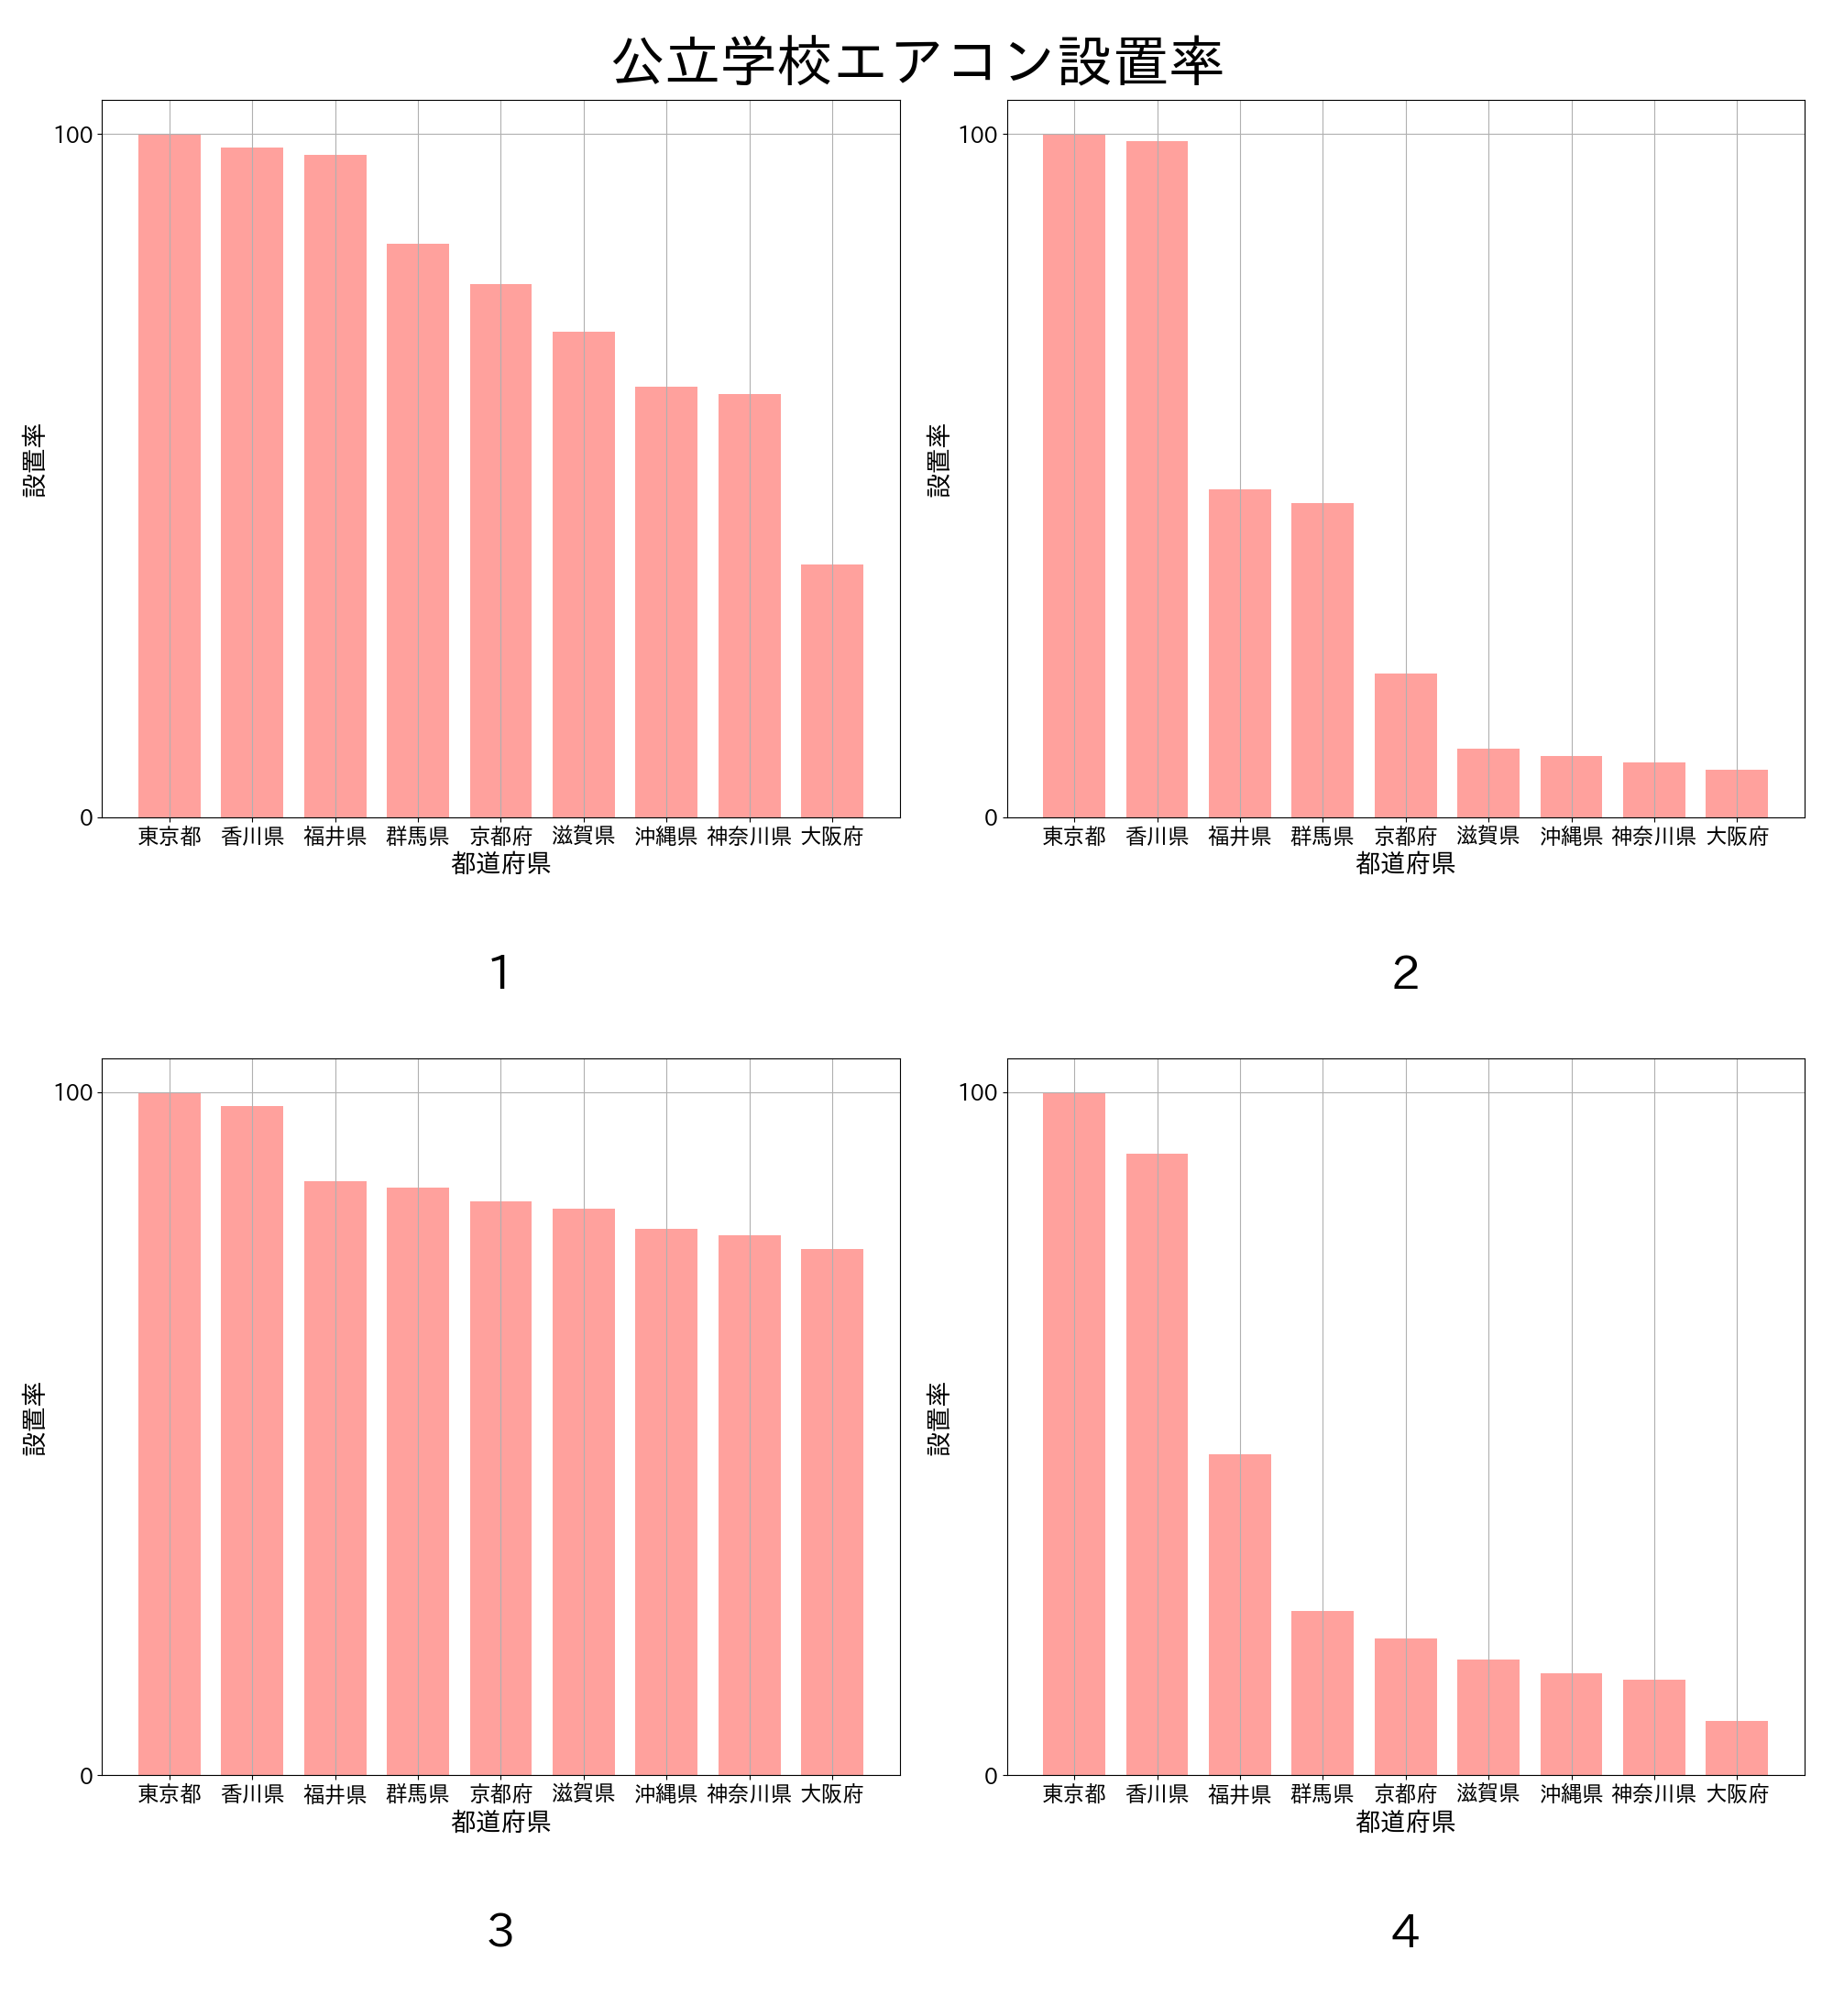 公立学校エアコン設置率
100
0
設置率
東京都 香川県 福井県 群馬県 京都府 滋賀県 沖縄県 神奈川県 大阪府
都道府県
1
100
0
設置率
東京都 香川県 福井県 群馬県 京都府 滋賀県 沖縄県 神奈川県 大阪府
都道府県
2
100
0
設置率
東京都 香川県 福井県 群馬県 京都府 滋賀県 沖縄県 神奈川県 大阪府
都道府県
3
100
0
設置率
東京都 香川県 福井県 群馬県 京都府 滋賀県 沖縄県 神奈川県 大阪府
都道府県
4